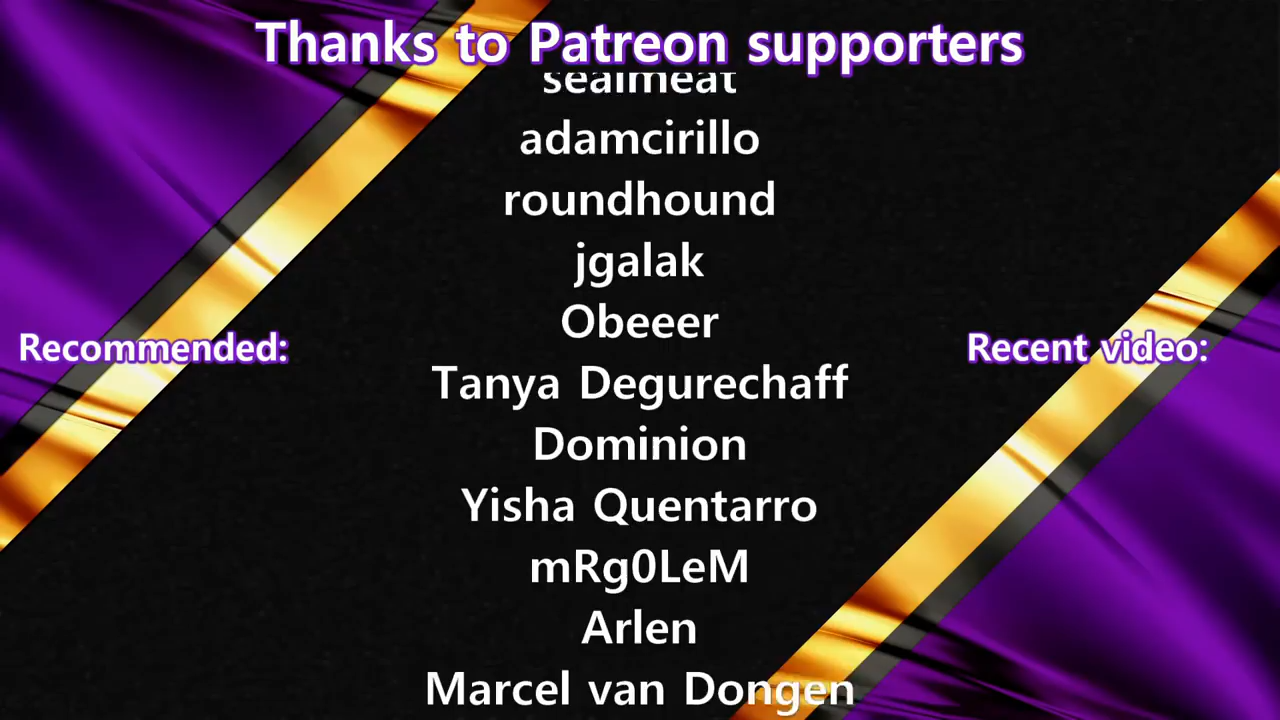 Thanks to Patreon supporters
sealmeat
adamcirillo
roundhound
jgalak
Obeeer
Recommended:
Recent video:
Tanya Degurechaff
Dominion
Yisha Quentarro
mRg0LeM
Arlen
Marcel van Dongen